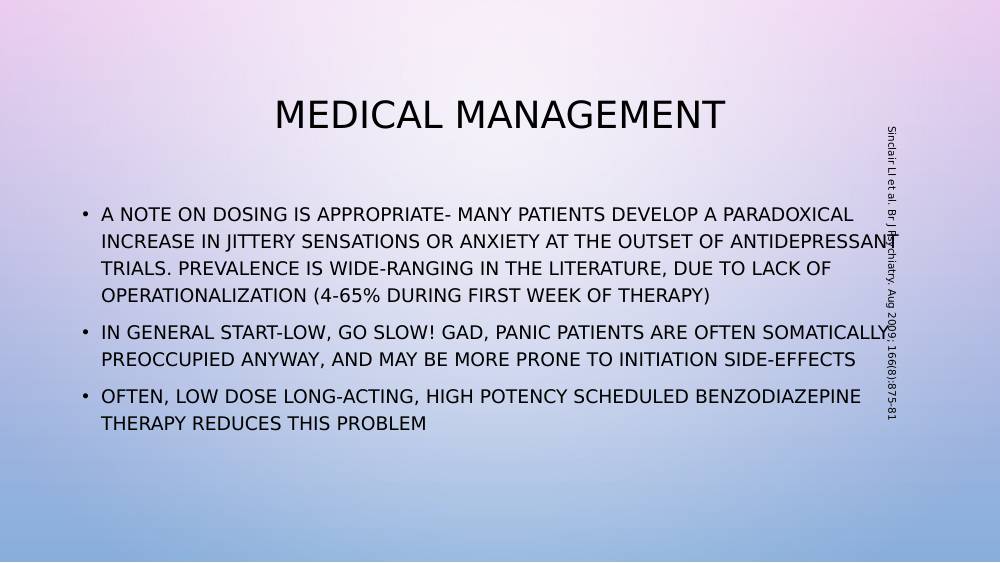 MEDICAL MANAGEMENT
• A NOTE ON DOSING IS APPROPRIATE- MANY PATIENTS DEVELOP A PARADOXICAL
INCREASE IN JITTERY SENSATIONS OR ANXIETY AT THE OUTSET OF ANTIDEPRESSANT
TRIALS. PREVALENCE IS WIDE-RANGING IN THE LITERATURE, DUE TO LACK OF
OPERATIONALIZATION (4-65% DURING FIRST WEEK OF THERAPY)
• IN GENERAL START-LOW, GO SLOW! GAD, PANIC PATIENTS ARE OFTEN SOMATICALLY
PREOCCUPIED ANYWAY, AND MAY BE MORE PRONE TO INITIATION SIDE-EFFECTS
• OFTEN, LOW DOSE LONG-ACTING, HIGH POTENCY SCHEDULED BENZODIAZEPINE
THERAPY REDUCES THIS PROBLEM
Sinclair LI et al. Br J Psychiatry. Aug 2009; 166(8):875-81